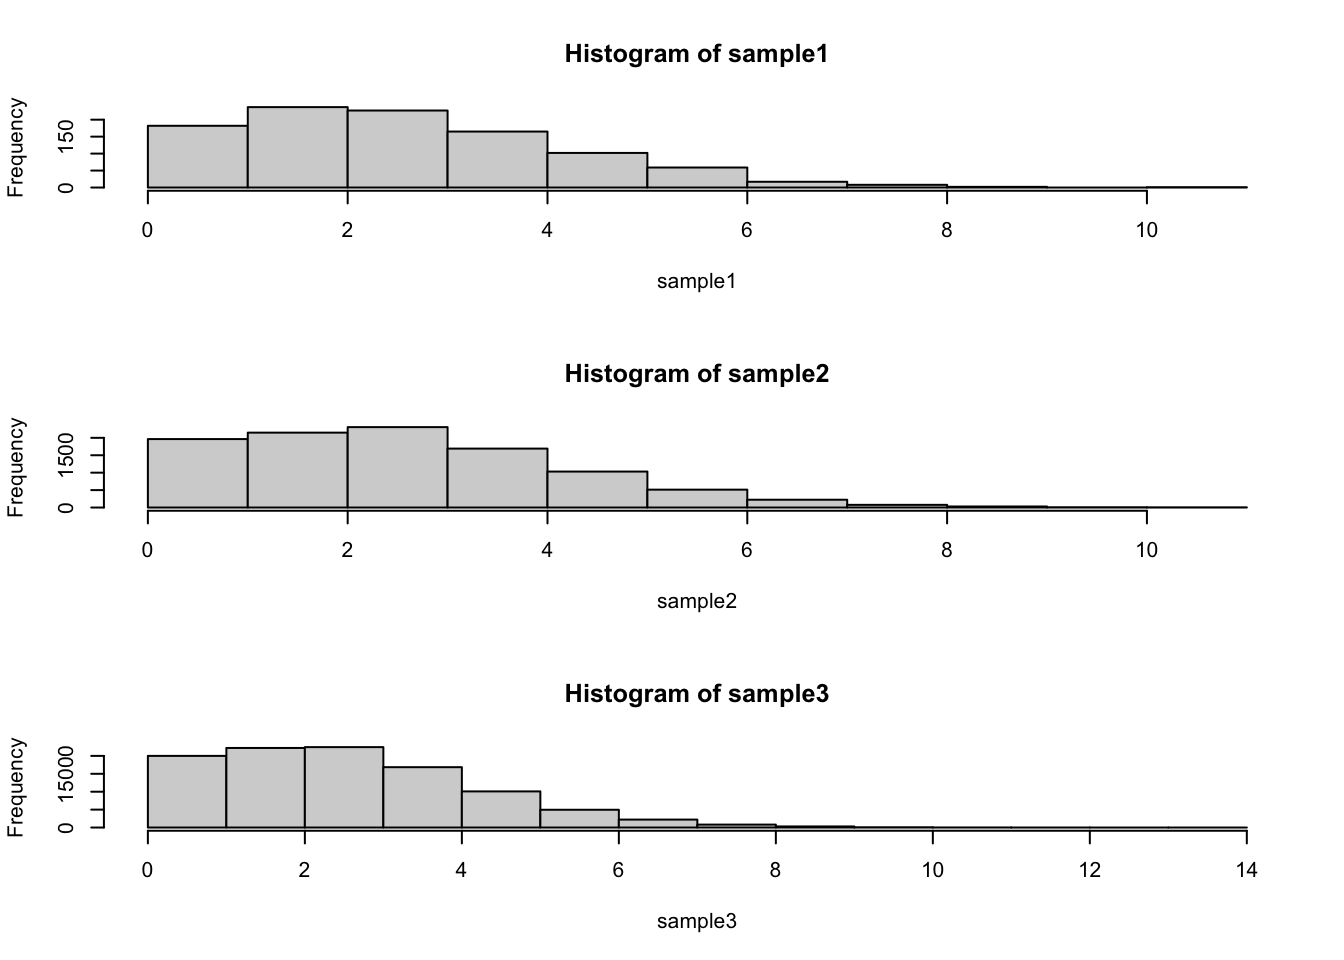 Histogram of sample1
Frequency
150
0
0 2 4 6 8 10
sample1
Histogram of sample2
Frequency
1500
0
0 2 4 6 8 10
sample2
Histogram of sample3
Frequency
15000
0
0 2 4 6 8 10 12 14
sample3